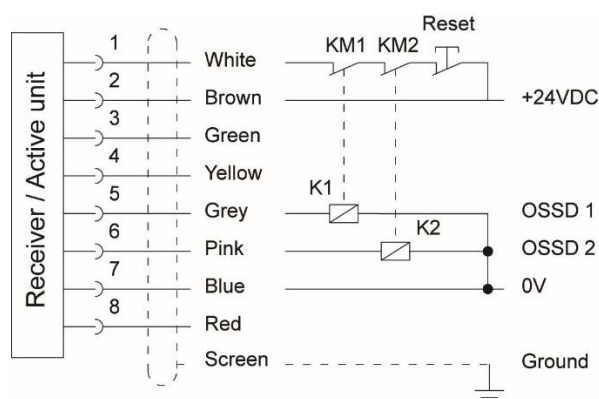 Reset
KM1 KM2
1 White
2 Brown +24VDC
3 Green
4 Yellow
K1
5 Grey OSSD 1
K2
6 Pink OSSD 2
7 Blue 0V
8 Red
Screen Ground
Receiver / Active unit